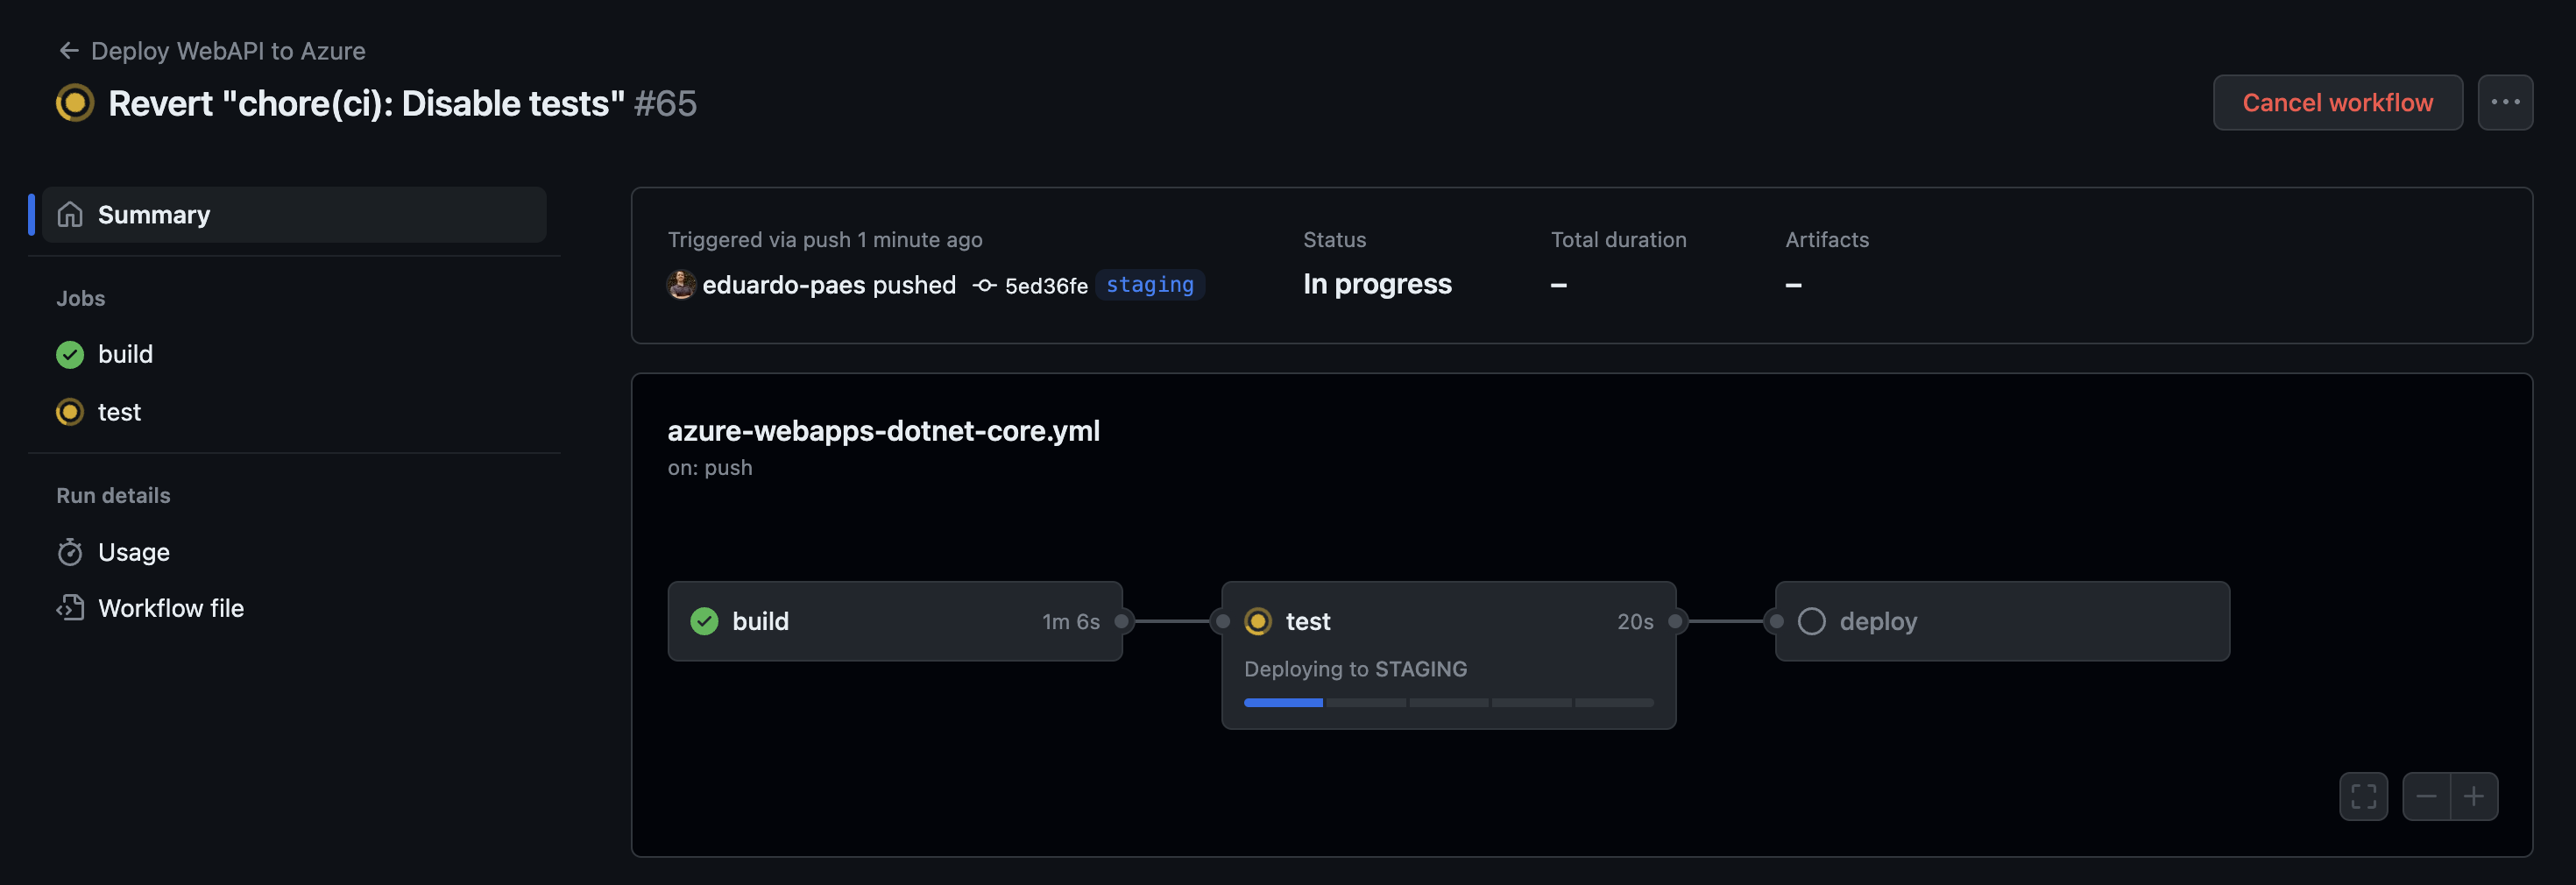 Deploy WebAPI to Azure
Revert "chore(ci): Disable tests" #65
Cancel workflow
Summary
Jobs
build
test
Run details
Usage
Workflow file
Triggered via push 1 minute ago
eduardo-paes pushed 5ed36fe staging
Status
In progress
Total duration
–
Artifacts
–
azure-webapps-dotnet-core.yml
on: push
build 1m 6s
test 20s
Deploying to STAGING
deploy